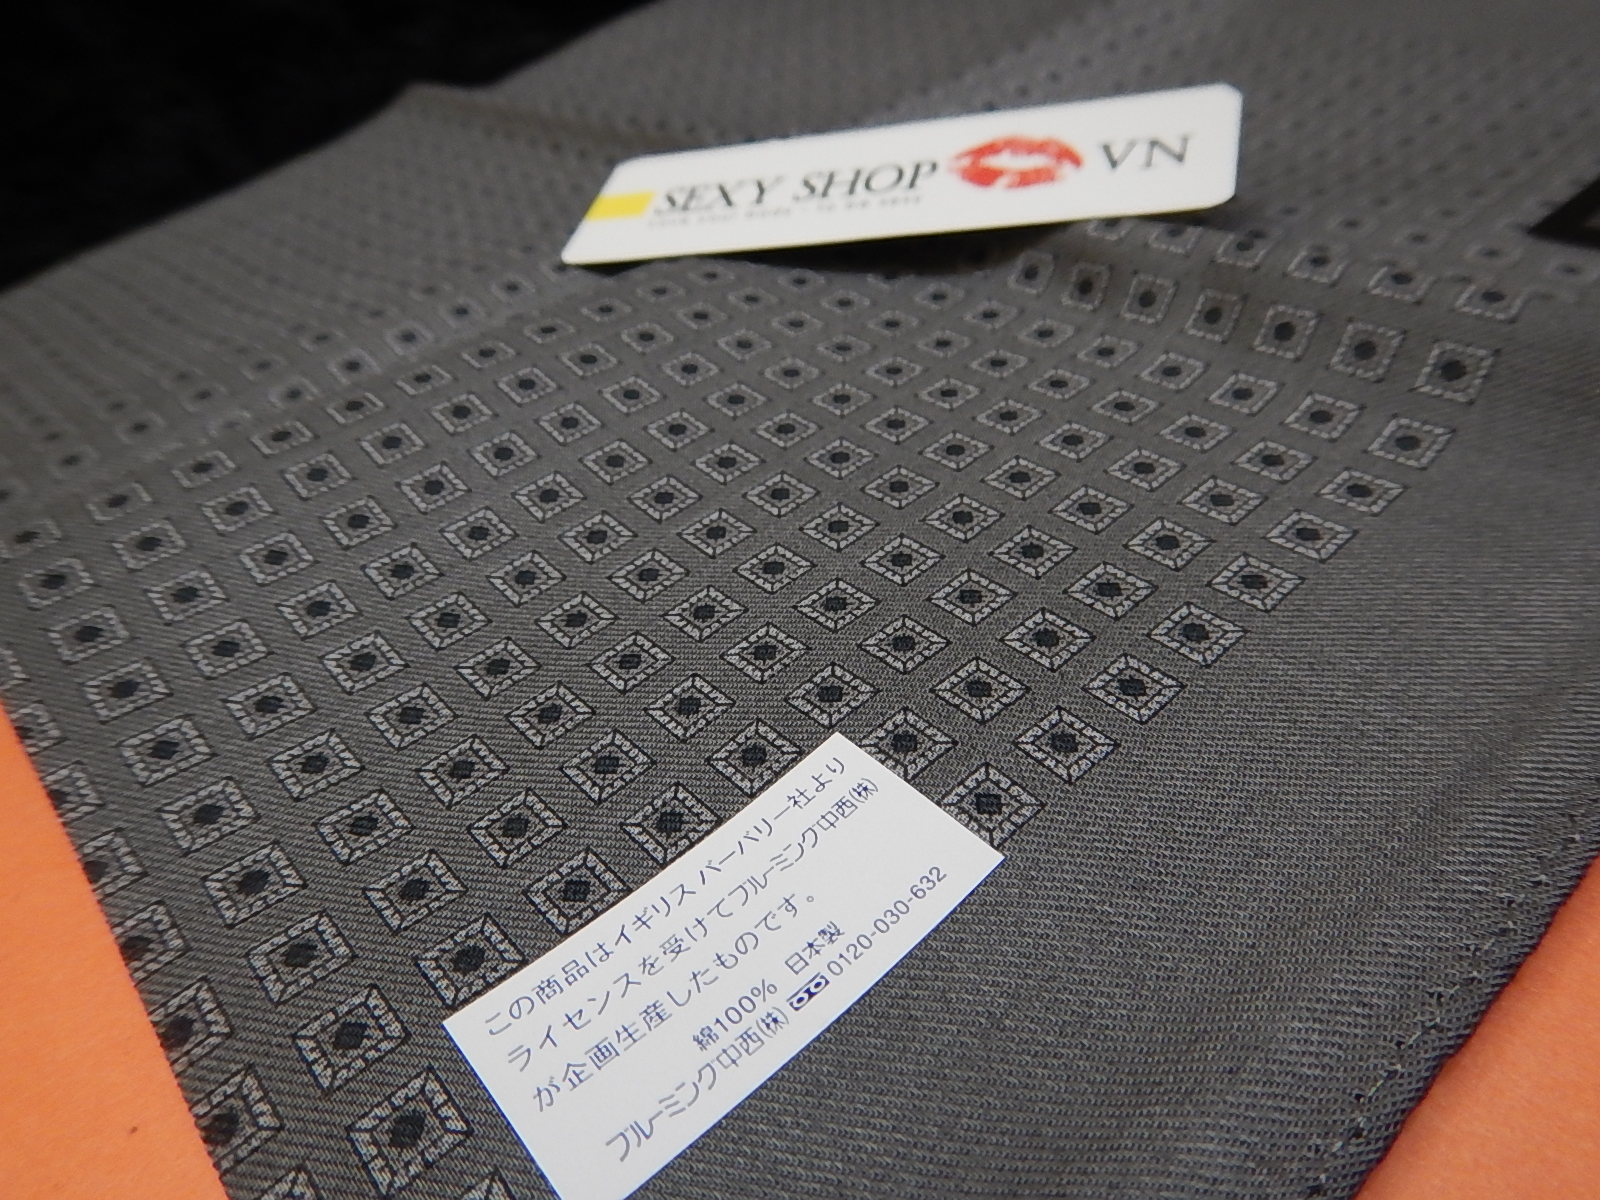 SEXY SHOP VN
この商品はイギリスバーバリー社より
ライセンスを受けてブルーミング中西㈱
が企画生産したものです。
綿100% 日本製
ブルーミング中西㈱ 0120-030-632